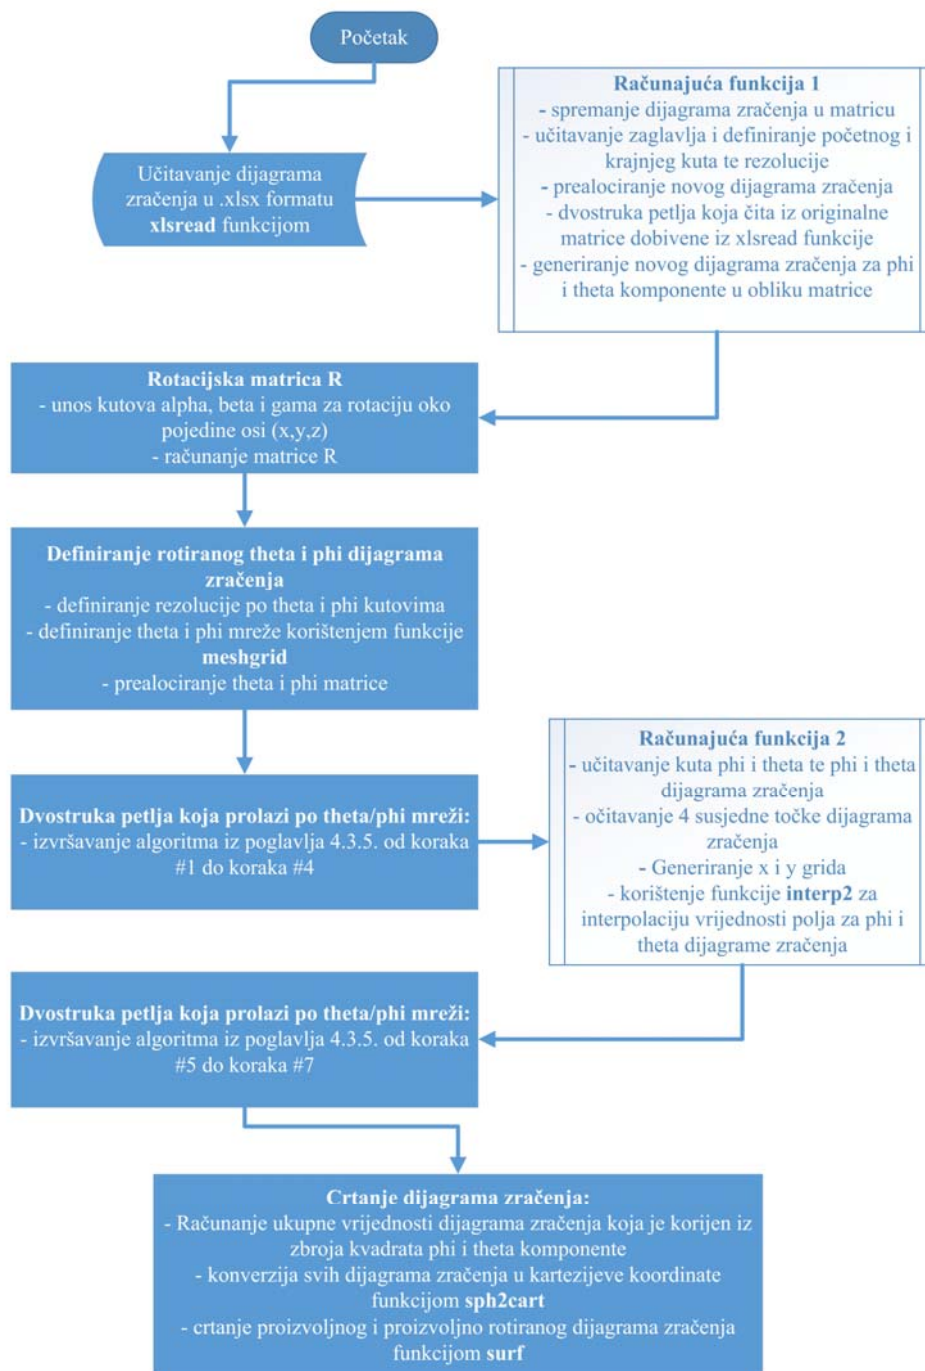 Početak
Učitavanje dijagrama
zračenja u .xlsx formatu
xlsread funkcijom
Računajuća funkcija 1
- spremanje dijagrama zračenja u matricu
- učitavanje zaglavlja i definiranje početnog i
krajnjeg kuta te rezolucije
- prealociranje novog dijagrama zračenja
- dvostruka petlja koja čita iz originalne
matrice dobivene iz xlsread funkcije
- generiranje novog dijagrama zračenja za phi
i theta komponente u obliku matrice
Rotacijska matrica R
- unos kutova alpha, beta i gama za rotaciju oko
pojedine osi (x,y,z)
- računanje matrice R
Definiranje rotiranog theta i phi dijagrama
zračenja
- definiranje rezolucije po theta i phi kutovima
- definiranje theta i phi mreže korištenjem funkcije
meshgrid
- prealociranje theta i phi matrice
Dvostruka petlja koja prolazi po theta/phi mreži:
- izvršavanje algoritma iz poglavlja 4.3.5. od koraka
#1 do koraka #4
Računajuća funkcija 2
- učitavanje kuta phi i theta te phi i theta
dijagrama zračenja
- očitavanje 4 susjedne točke dijagrama
zračenja
- Generiranje x i y grida
- korištenje funkcije interp2 za
interpolaciju vrijednosti polja za phi i
theta dijagrame zračenja
Dvostruka petlja koja prolazi po theta/phi mreži:
- izvršavanje algoritma iz poglavlja 4.3.5. od koraka
#5 do koraka #7
Crtanje dijagrama zračenja:
- Računanje ukupne vrijednosti dijagrama zračenja koja je korijen iz
zbroja kvadrata phi i theta komponente
- konverzija svih dijagrama zračenja u kartezijeve koordinate
funkcijom sph2cart
- crtanje proizvoljnog i proizvoljno rotiranog dijagrama zračenja
funkcijom surf